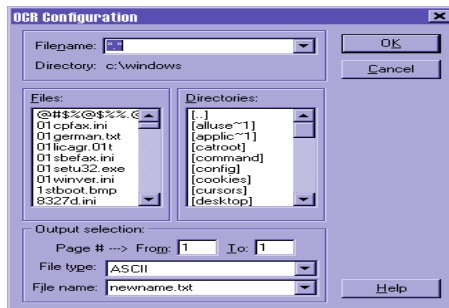 OCR Configuration
Filename: *.*
OK
Directory: c:\windows
Cancel
Files:
Directories:
@#$%@$%%.@
01cpfax.ini
01german.txt
01licagr.01t
01sbefax.ini
01setu32.exe
01winver.ini
1stboot.bmp
8327d.ini
[..]
[alluse~1]
[applic~1]
[catroot]
[command]
[config]
[cookies]
[cursors]
[desktop]
Output selection:
Page # ---> From: 1 To: 1
File type: ASCII
File name: newname.txt
Help